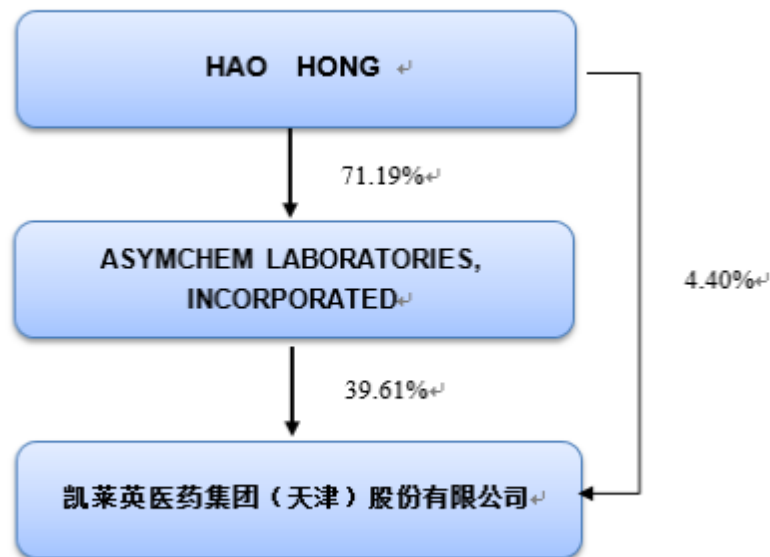 HAO HONG
71.19%
ASYMCHEM LABORATORIES,
INCORPORATED
4.40%
39.61%
凯莱英医药集团（天津）股份有限公司